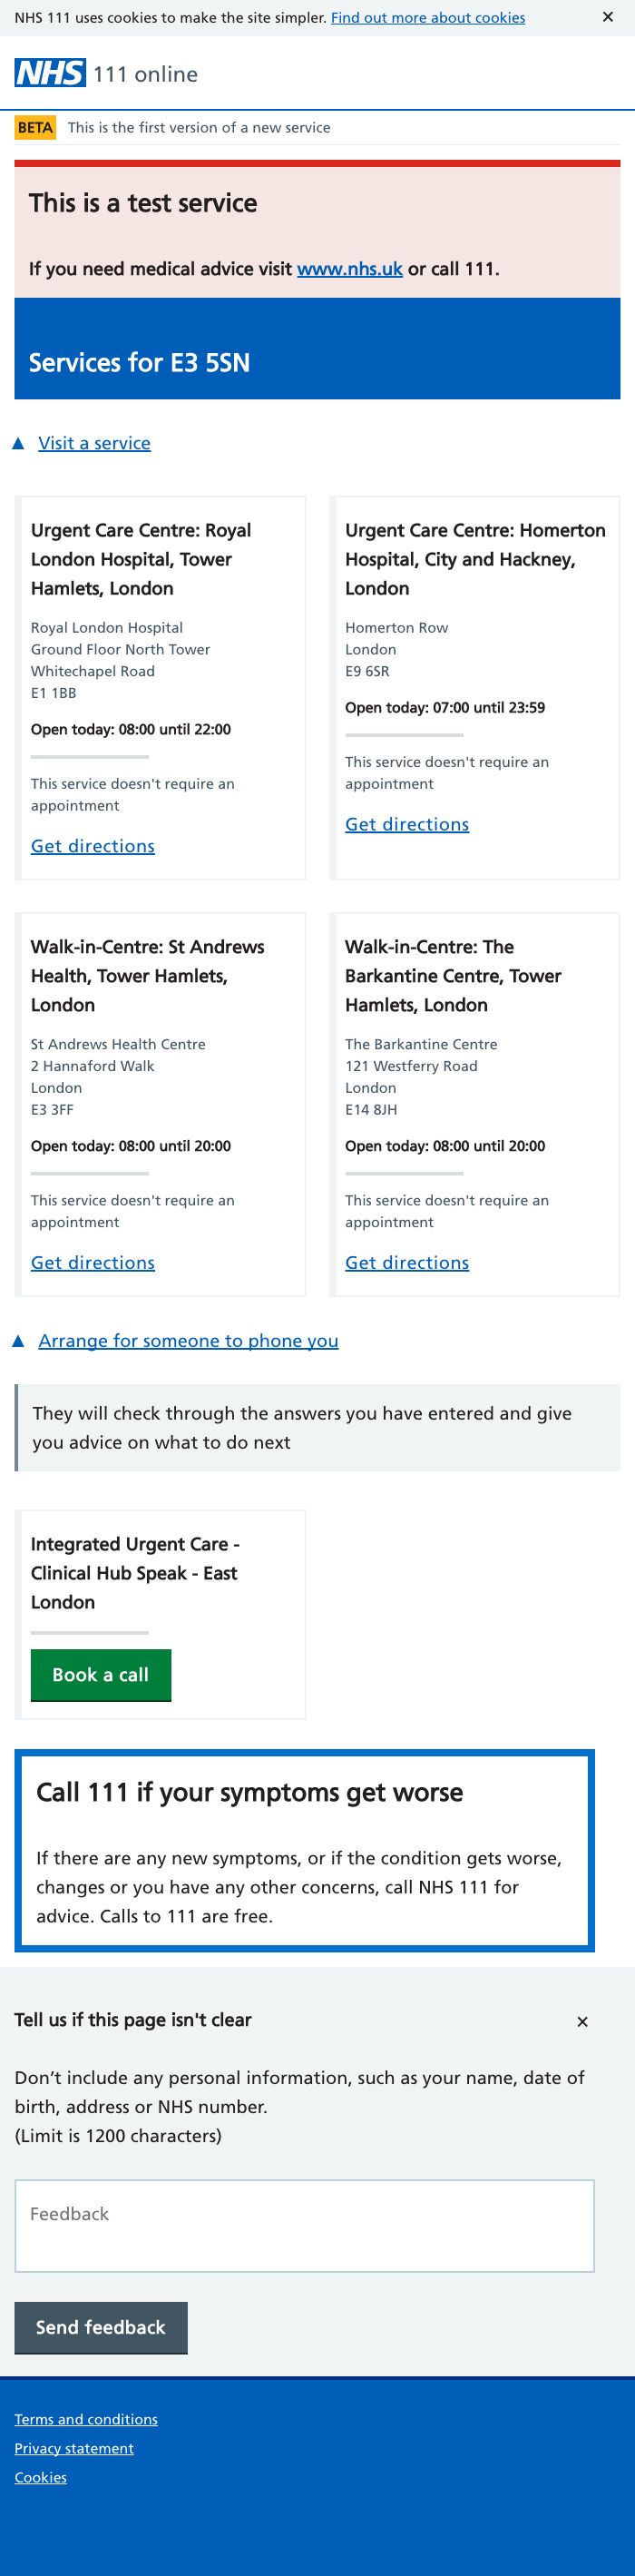 NHS 111 uses cookies to make the site simpler. Find out more about cookies ✕
NHS 111 online
BETA This is the first version of a new service
This is a test service
If you need medical advice visit www.nhs.uk or call 111.
Services for E3 5SN
▲ Visit a service
Urgent Care Centre: Royal
London Hospital, Tower
Hamlets, London
Royal London Hospital
Ground Floor North Tower
Whitechapel Road
E1 1BB
Open today: 08:00 until 22:00
This service doesn't require an
appointment
Get directions
Urgent Care Centre: Homerton
Hospital, City and Hackney,
London
Homerton Row
London
E9 6SR
Open today: 07:00 until 23:59
This service doesn't require an
appointment
Get directions
Walk-in-Centre: St Andrews
Health, Tower Hamlets,
London
St Andrews Health Centre
2 Hannaford Walk
London
E3 3FF
Open today: 08:00 until 20:00
This service doesn't require an
appointment
Get directions
Walk-in-Centre: The
Barkantine Centre, Tower
Hamlets, London
The Barkantine Centre
121 Westferry Road
London
E14 8JH
Open today: 08:00 until 20:00
This service doesn't require an
appointment
Get directions
▲ Arrange for someone to phone you
They will check through the answers you have entered and give
you advice on what to do next
Integrated Urgent Care -
Clinical Hub Speak - East
London
Book a call
Call 111 if your symptoms get worse
If there are any new symptoms, or if the condition gets worse,
changes or you have any other concerns, call NHS 111 for
advice. Calls to 111 are free.
Tell us if this page isn't clear ✕
Don’t include any personal information, such as your name, date of
birth, address or NHS number.
(Limit is 1200 characters)
Feedback
Send feedback
Terms and conditions
Privacy statement
Cookies